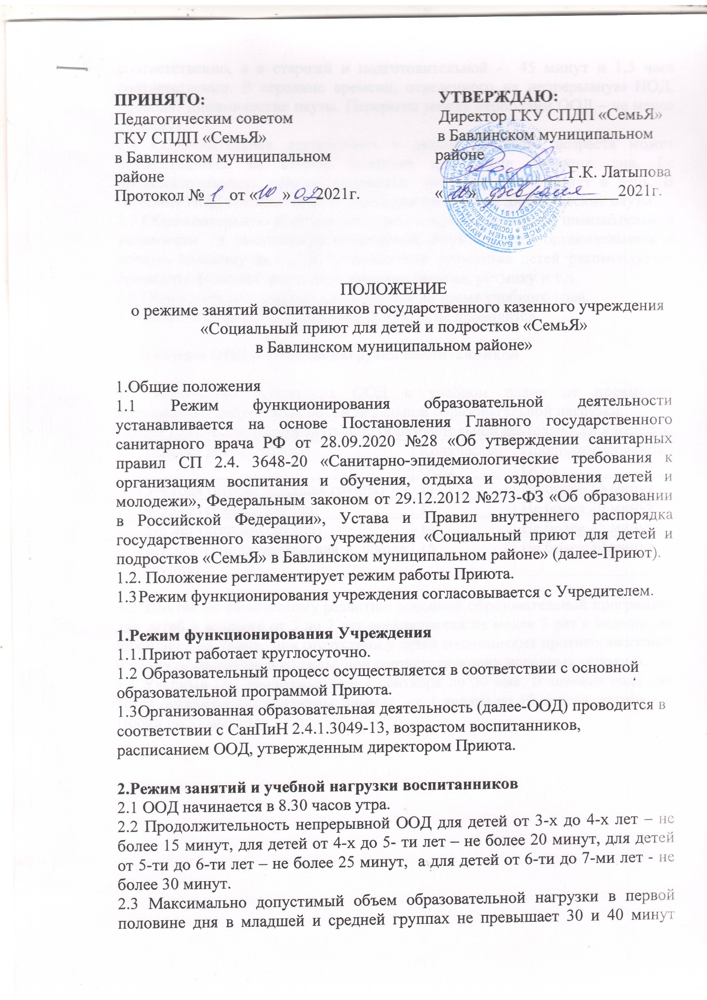 ПРИНЯТО:
Педагогическим советом
ГКУ СПДП «СемьЯ»
в Бавлинском муниципальном
районе
Протокол № 1 от «10» 02 2021г.
УТВЕРЖДАЮ:
Директор ГКУ СПДП «СемьЯ»
в Бавлинском муниципальном
районе
Г.К. Латыпова
«10» февраля 2021г.
«СемьЯ»
ПОЛОЖЕНИЕ
о режиме занятий воспитанников государственного казенного учреждения
«Социальный приют для детей и подростков «СемьЯ»
в Бавлинском муниципальном районе»
1.Общие положения
1.1 Режим функционирования образовательной деятельности
устанавливается на основе Постановления Главного государственного
санитарного врача РФ от 28.09.2020 №28 «Об утверждении санитарных
правил СП 2.4. 3648-20 «Санитарно-эпидемиологические требования к
организациям воспитания и обучения, отдыха и оздоровления детей и
молодежи», Федеральным законом от 29.12.2012 №273-ФЗ «Об образовании
в Российской Федерации», Устава и Правил внутреннего распорядка
государственного казенного учреждения «Социальный приют для детей и
подростков «СемьЯ» в Бавлинском муниципальном районе» (далее-Приют).
1.2. Положение регламентирует режим работы Приюта.
1.3 Режим функционирования учреждения согласовывается с Учредителем.
1.Режим функционирования Учреждения
1.1.Приют работает круглосуточно.
1.2 Образовательный процесс осуществляется в соответствии с основной
образовательной программой Приюта.
1.3Организованная образовательная деятельность (далее-ООД) проводится в
соответствии с СанПиН 2.4.1.3049-13, возрастом воспитанников,
расписанием ООД, утвержденным директором Приюта.
2.Режим занятий и учебной нагрузки воспитанников
2.1 ООД начинается в 8.30 часов утра.
2.2 Продолжительность непрерывной ООД для детей от 3-х до 4-х лет – не
более 15 минут, для детей от 4-х до 5- ти лет – не более 20 минут, для детей
от 5-ти до 6-ти лет – не более 25 минут, а для детей от 6-ти до 7-ми лет - не
более 30 минут.
2.3 Максимально допустимый объем образовательной нагрузки в первой
половине дня в младшей и средней группах не превышает 30 и 40 минут